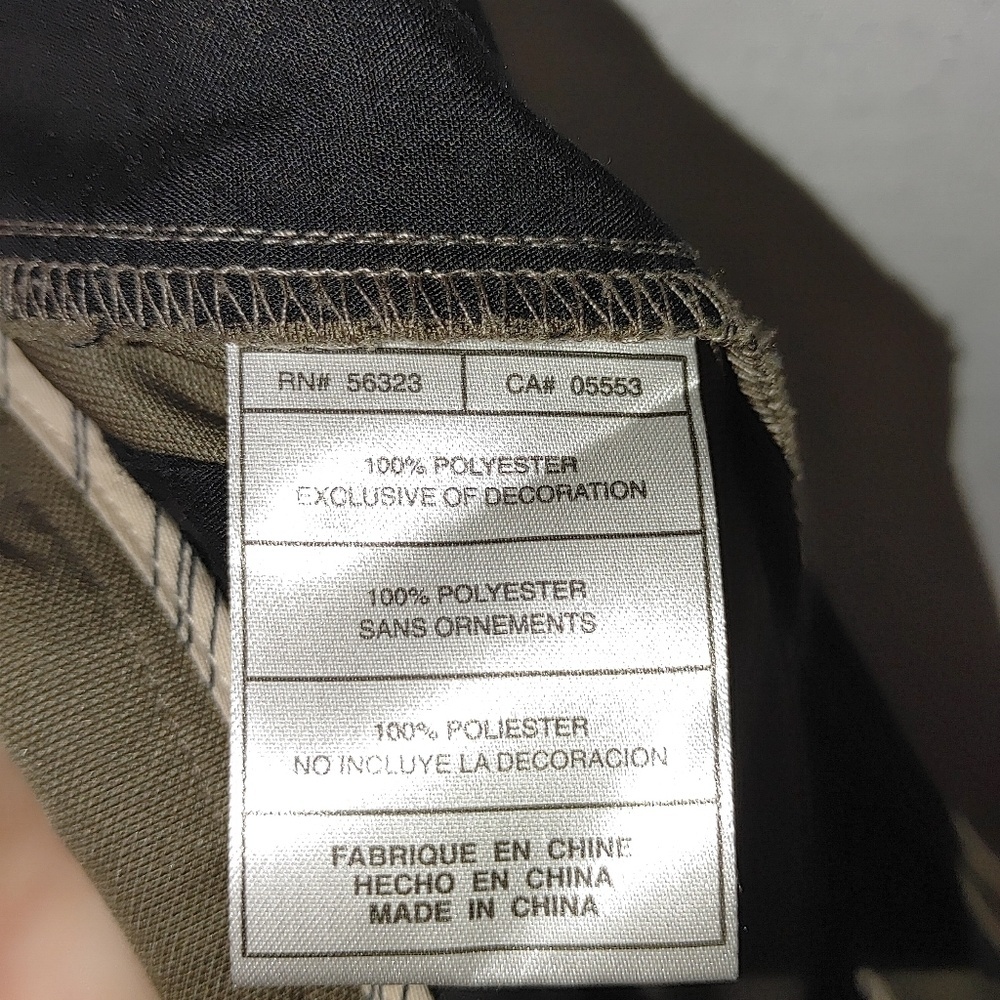 RN# 56323 CA# 05553
100% POLYESTER
EXCLUSIVE OF DECORATION
100% POLYESTER
SANS ORNEMENTS
100% POLIESTER
NO INCLUYE LA DECORACION
FABRIQUE EN CHINE
HECHO EN CHINA
MADE IN CHINA